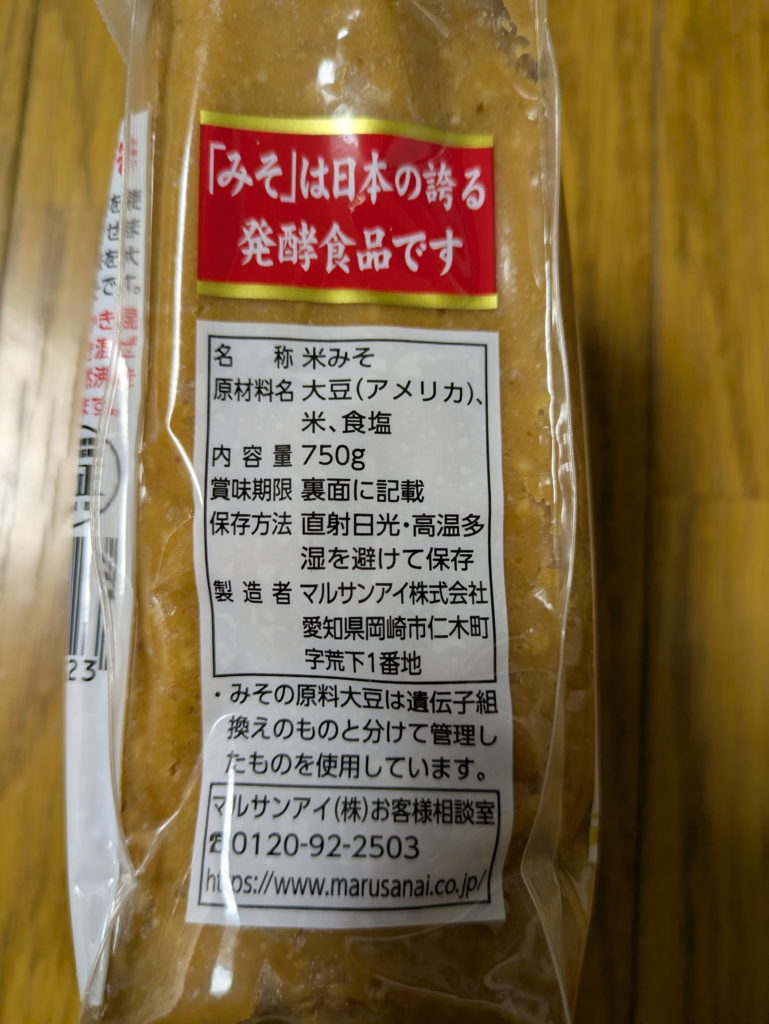 「みそ」は日本の誇る
発酵食品です
名称 米みそ
原材料名 大豆(アメリカ)、
米、食塩
内容量 750g
賞味期限 裏面に記載
保存方法 直射日光・高温多
湿を避けて保存
製造者 マルサンアイ株式会社
愛知県岡崎市仁木町
字荒下1番地
・みその原料大豆は遺伝子組
換えのものと分けて管理し
たものを使用しています。
マルサンアイ(株)お客様相談室
☎0120-92-2503
https://www.marusanai.co.jp/
23